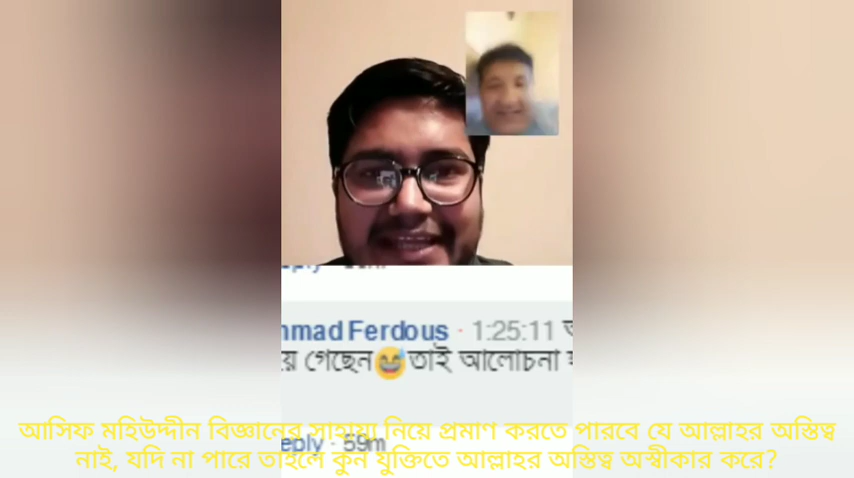 hmad Ferdous · 1:25:11
য় গেছেন😅তাই আলোচনা
eply · 59m
আসিফ মহিউদ্দীন বিজ্ঞানের সাহায্য নিয়ে প্রমাণ করতে পারবে যে আল্লাহর অস্তিত্ব
নাই, যদি না পারে তাহলে কুন যুক্তিতে আল্লাহর অস্তিত্ব অস্বীকার করে?